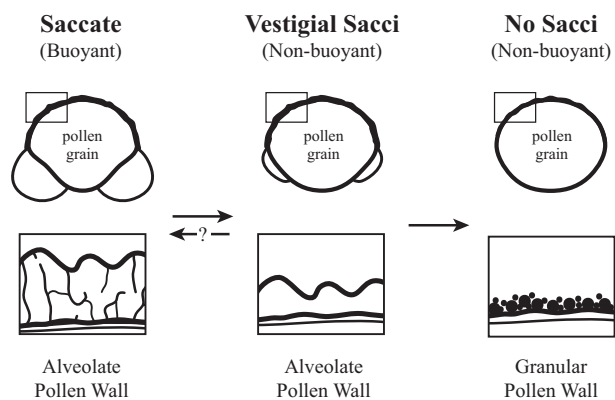 Saccate
(Buoyant)
Vestigial Sacci
(Non-buoyant)
No Sacci
(Non-buoyant)
pollen
grain
pollen
grain
pollen
grain
?
Alveolate
Pollen Wall
Alveolate
Pollen Wall
Granular
Pollen Wall